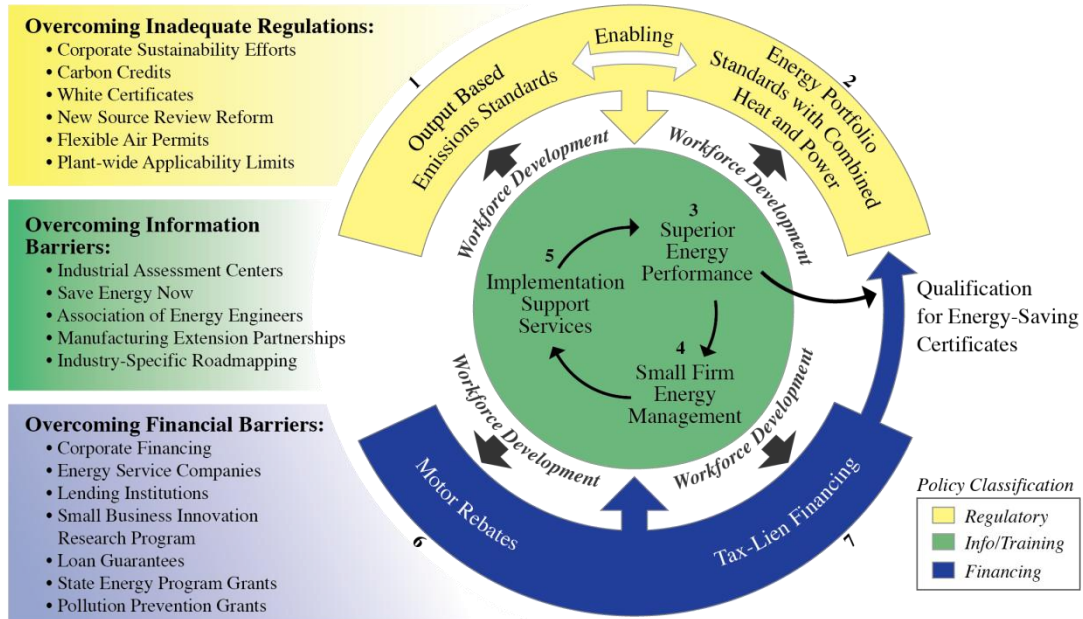 Overcoming Inadequate Regulations:
• Corporate Sustainability Efforts
• Carbon Credits
• White Certificates
• New Source Review Reform
• Flexible Air Permits
• Plant-wide Applicability Limits
Overcoming Information
Barriers:
• Industrial Assessment Centers
• Save Energy Now
• Association of Energy Engineers
• Manufacturing Extension Partnerships
• Industry-Specific Roadmapping
Overcoming Financial Barriers:
• Corporate Financing
• Energy Service Companies
• Lending Institutions
• Small Business Innovation
Research Program
• Loan Guarantees
• State Energy Program Grants
• Pollution Prevention Grants
1
Output Based
Emissions Standards
Enabling
2
Energy Portfolio
Standards with Combined
Heat and Power
Workforce Development
Workforce Development
3
Superior
Energy
Performance
5
Implementation
Support
Services
4
Small Firm
Energy
Management
Workforce Development
Workforce Development
6
Motor Rebates
Tax-Lien Financing
7
Qualification
for Energy-Saving
Certificates
Policy Classification
Regulatory
Info/Training
Financing